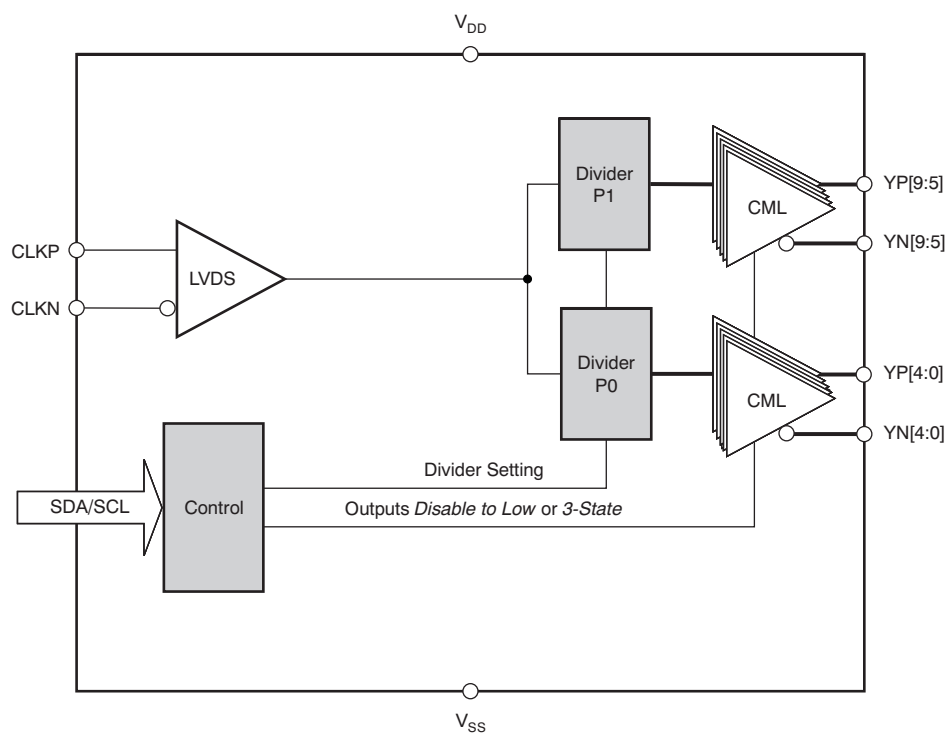 V_DD
Divider
P1
CML
YP[9:5]
YN[9:5]
CLKP
LVDS
CLKN
Divider
P0
CML
YP[4:0]
YN[4:0]
Divider Setting
SDA/SCL
Control
Outputs Disable to Low or 3-State
V_SS